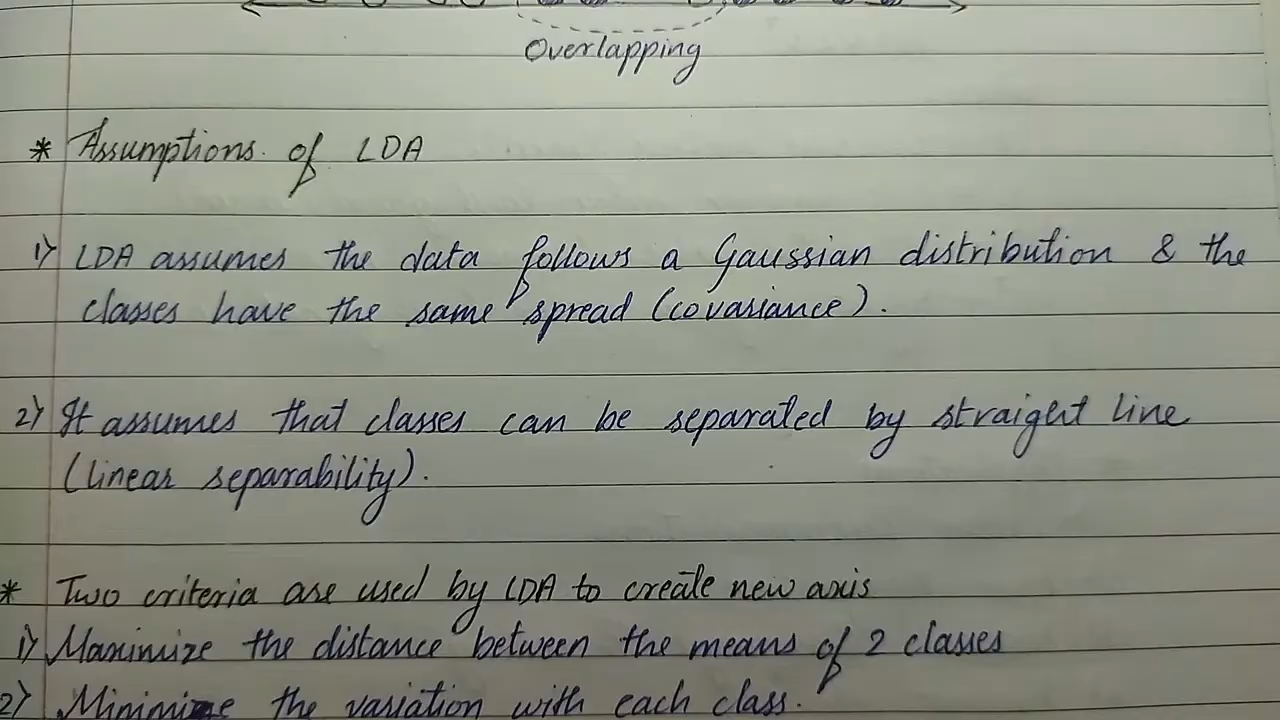 Overlapping
* Assumptions of LDA
1) LDA assumes the data follows a Gaussian distribution & the
classes have the same spread (covariance).
2) It assumes that classes can be separated by straight line
(linear separability).
* Two criteria are used by LDA to create new axis
1) Maximize the distance between the means of 2 classes
2) Minimize the variation with each class.